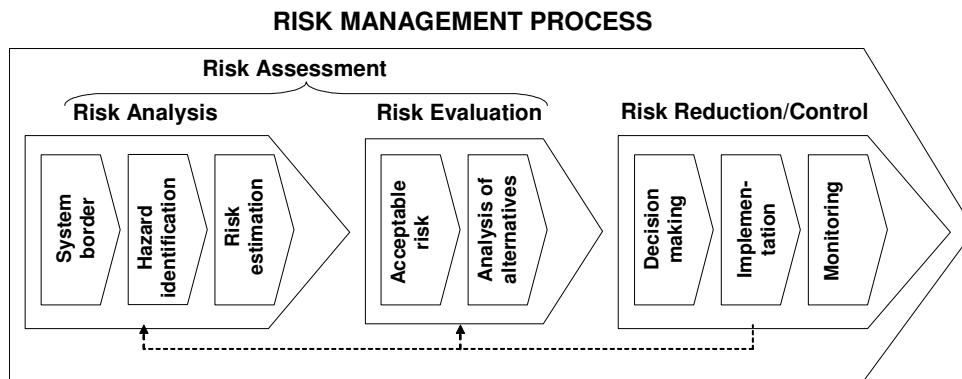 RISK MANAGEMENT PROCESS
Risk Assessment
Risk Analysis
Risk Evaluation
Risk Reduction/Control
System
border
Hazard
identification
Risk
estimation
Acceptable
risk
Analysis of
alternatives
Decision
making
Implemen-
tation
Monitoring